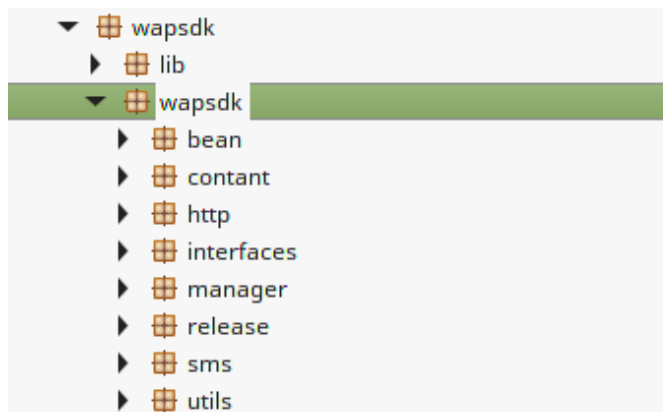 wapsdk
lib
wapsdk
bean
contant
http
interfaces
manager
release
sms
utils